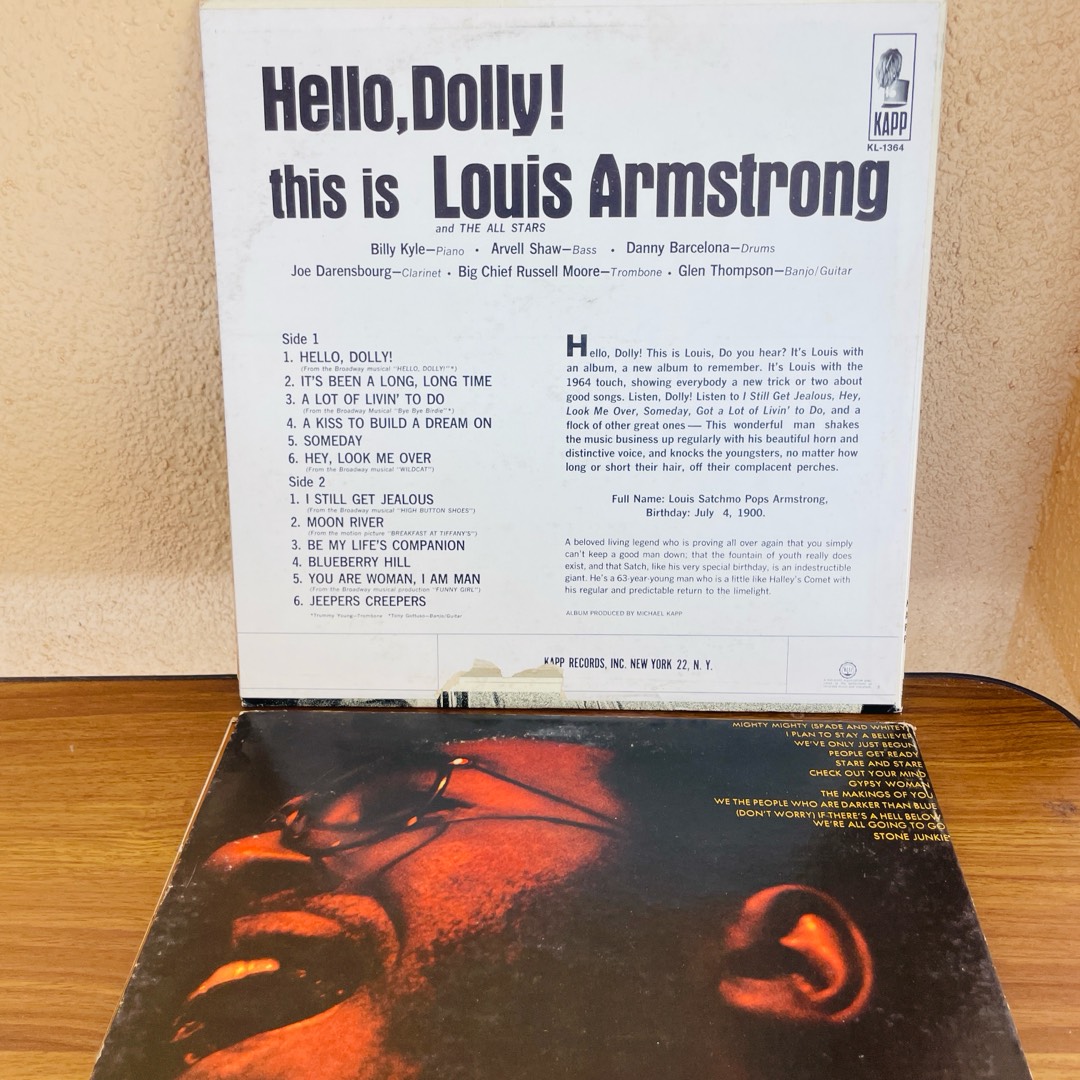 Hello, Dolly!
KAPP
KL-1364
this is Louis Armstrong
and THE ALL STARS
Billy Kyle—Piano • Arvell Shaw—Bass • Danny Barcelona—Drums
Joe Darensbourg—Clarinet • Big Chief Russell Moore—Trombone • Glen Thompson—Banjo/Guitar
Side 1
1. HELLO, DOLLY!
(From the Broadway musical "HELLO, DOLLY!"*)
2. IT'S BEEN A LONG, LONG TIME
3. A LOT OF LIVIN' TO DO
(From the Broadway Musical "Bye Bye Birdie"*)
4. A KISS TO BUILD A DREAM ON
5. SOMEDAY
6. HEY, LOOK ME OVER
(From the Broadway musical "WILDCAT")
Side 2
1. I STILL GET JEALOUS
(From the Broadway musical "HIGH BUTTON SHOES")
2. MOON RIVER
(From the motion picture "BREAKFAST AT TIFFANY'S")
3. BE MY LIFE'S COMPANION
4. BLUEBERRY HILL
5. YOU ARE WOMAN, I AM MAN
(From the Broadway musical production "FUNNY GIRL")
6. JEEPERS CREEPERS
*Trummy Young—Trombone *Tony Gottuso—Banjo/Guitar
Hello, Dolly! This is Louis, Do you hear? It's Louis with
an album, a new album to remember. It's Louis with the
1964 touch, showing everybody a new trick or two about
good songs. Listen, Dolly! Listen to I Still Get Jealous, Hey,
Look Me Over, Someday, Got a Lot of Livin' to Do, and a
flock of other great ones — This wonderful man shakes
the music business up regularly with his beautiful horn and
distinctive voice, and knocks the youngsters, no matter how
long or short their hair, off their complacent perches.
Full Name: Louis Satchmo Pops Armstrong,
Birthday: July 4, 1900.
A beloved living legend who is proving all over again that you simply
can't keep a good man down; that the fountain of youth really does
exist, and that Satch, like his very special birthday, is an indestructible
giant. He's a 63-year-young man who is a little like Halley's Comet with
his regular and predictable return to the limelight.
ALBUM PRODUCED BY MICHAEL KAPP
KAPP RECORDS, INC. NEW YORK 22, N. Y.
MIGHTY MIGHTY (SPADE AND WHITEY)
I PLAN TO STAY A BELIEVER
WE'VE ONLY JUST BEGUN
PEOPLE GET READY
STARE AND STARE
CHECK OUT YOUR MIND
GYPSY WOMAN
THE MAKINGS OF YOU
WE THE PEOPLE WHO ARE DARKER THAN BLUE
(DON'T WORRY) IF THERE'S A HELL BELOW
WE'RE ALL GOING TO GO
STONE JUNKIE